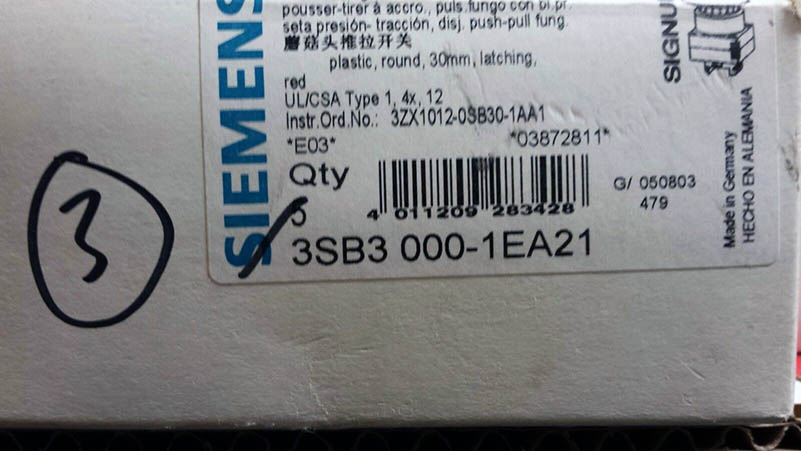 SIEMENS
pousser-tirer à accro., puls.fungo con bl.pr.
seta presión- tracción, disj. push-pull fung.
蘑菇头推拉开关
plastic, round, 30mm, latching,
red
UL/CSA Type 1, 4x, 12
Instr.Ord.No.: 3ZX1012-0SB30-1AA1
*E03* *03872811*
Qty
5
4 011209 283428
G/ 050803
479
3SB3 000-1EA21
SIGNU
Made in Germany
HECHO EN ALEMANIA
3